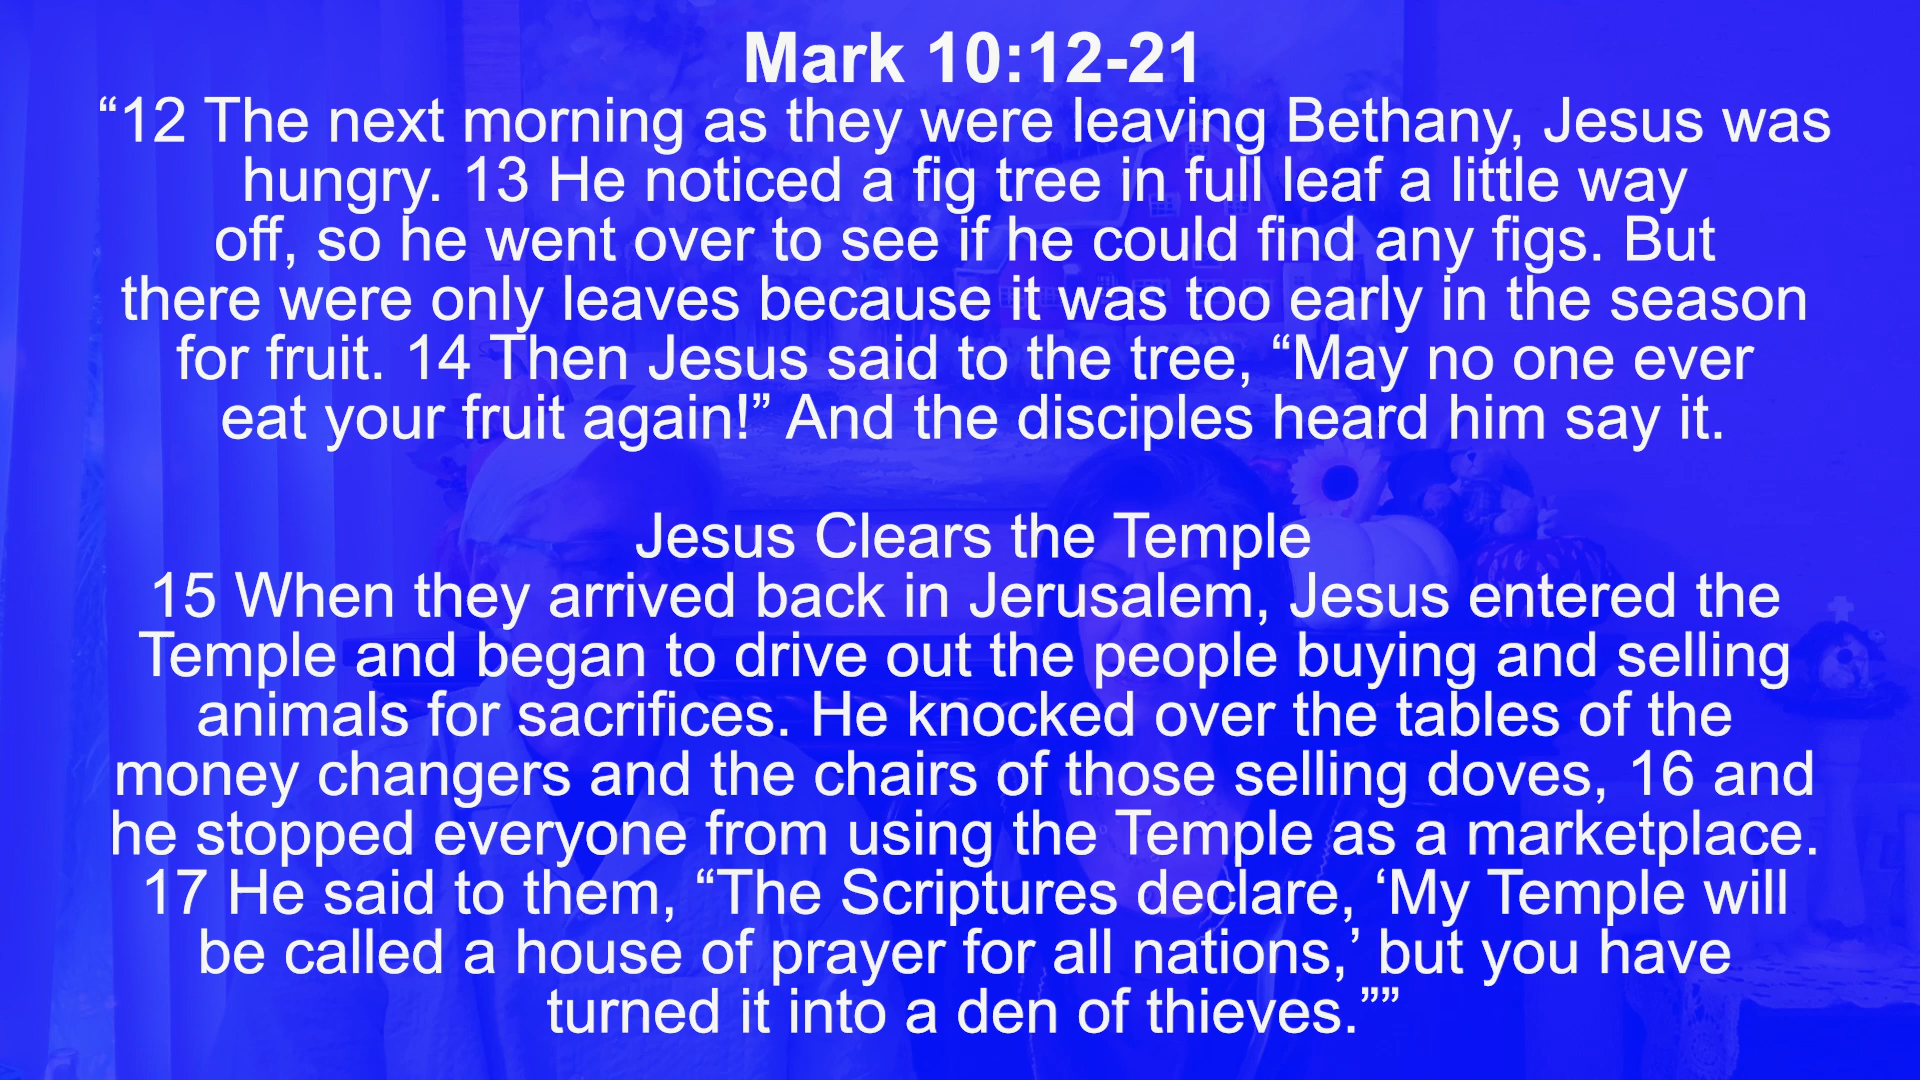 Mark 10:12-21
“12 The next morning as they were leaving Bethany, Jesus was
hungry. 13 He noticed a fig tree in full leaf a little way
off, so he went over to see if he could find any figs. But
there were only leaves because it was too early in the season
for fruit. 14 Then Jesus said to the tree, “May no one ever
eat your fruit again!” And the disciples heard him say it.
Jesus Clears the Temple
15 When they arrived back in Jerusalem, Jesus entered the
Temple and began to drive out the people buying and selling
animals for sacrifices. He knocked over the tables of the
money changers and the chairs of those selling doves, 16 and
he stopped everyone from using the Temple as a marketplace.
17 He said to them, “The Scriptures declare, ‘My Temple will
be called a house of prayer for all nations,’ but you have
turned it into a den of thieves.””